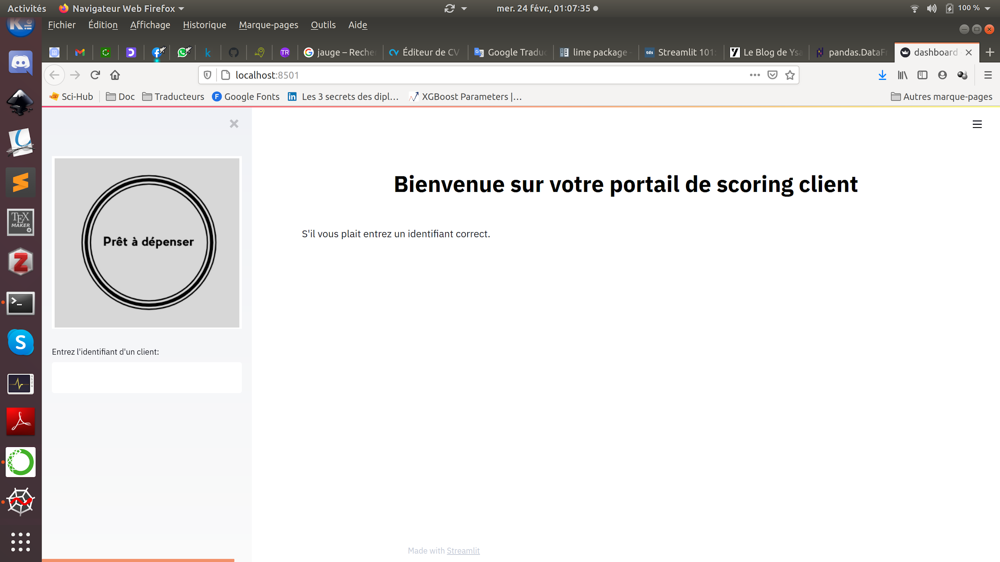 Activités
Navigateur Web Firefox
mer. 24 févr., 01:07:35
100 %
Fichier
Édition
Affichage
Historique
Marque-pages
Outils
Aide
TR
jauge – Recher
Éditeur de CV
Google Traduc
lime package -
tds
Streamlit 101:
Le Blog de Ysa
pandas.DataFr
dashboard
localhost:8501
Sci-Hub
Doc
Traducteurs
Google Fonts
Les 3 secrets des dipl...
XGBoost Parameters |...
Autres marque-pages
Bienvenue sur votre portail de scoring client
S'il vous plait entrez un identifiant correct.
Prêt à dépenser
Entrez l'identifiant d'un client:
TEX
MAKER
Made with Streamlit